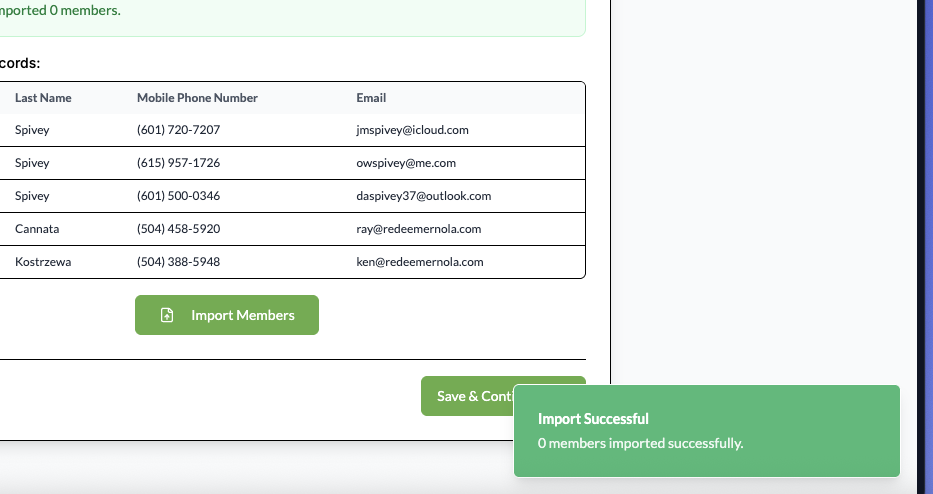 mported 0 members.
cords:
Last Name Mobile Phone Number Email
Spivey (601) 720-7207 jmspivey@icloud.com
Spivey (615) 957-1726 owspivey@me.com
Spivey (601) 500-0346 daspivey37@outlook.com
Cannata (504) 458-5920 ray@redeemernola.com
Kostrzewa (504) 388-5948 ken@redeemernola.com
Import Members
Save & Conti
Import Successful
0 members imported successfully.